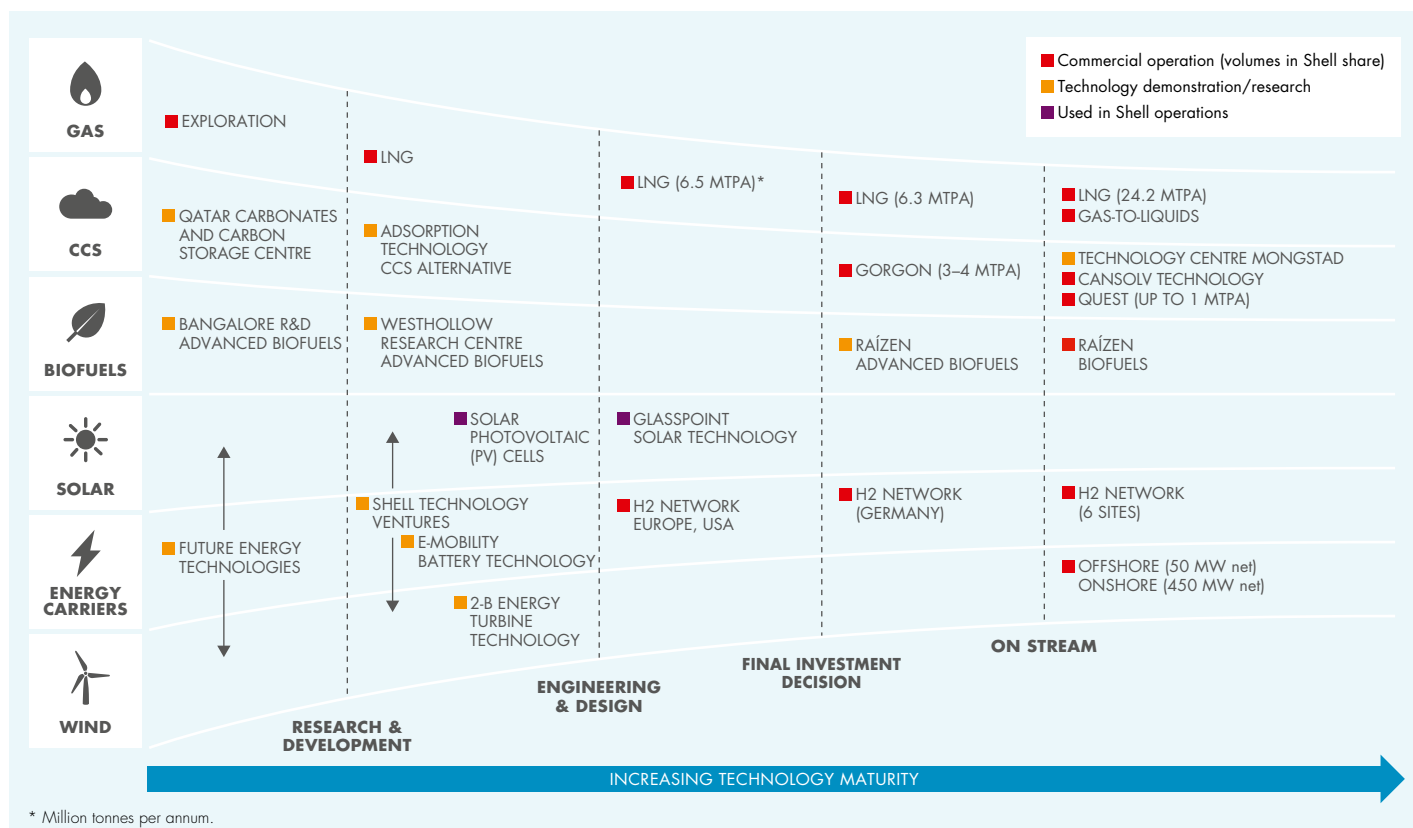 Commercial operation (volumes in Shell share)
Technology demonstration/research
Used in Shell operations
GAS
EXPLORATION
LNG
LNG (6.5 MTPA)*
LNG (6.3 MTPA)
LNG (24.2 MTPA)
GAS-TO-LIQUIDS
CCS
QATAR CARBONATES
AND CARBON
STORAGE CENTRE
ADSORPTION
TECHNOLOGY
CCS ALTERNATIVE
GORGON (3–4 MTPA)
TECHNOLOGY CENTRE MONGSTAD
CANSOLV TECHNOLOGY
QUEST (UP TO 1 MTPA)
BIOFUELS
BANGALORE R&D
ADVANCED BIOFUELS
WESTHOLLOW
RESEARCH CENTRE
ADVANCED BIOFUELS
RAÍZEN
ADVANCED BIOFUELS
RAÍZEN
BIOFUELS
SOLAR
SOLAR
PHOTOVOLTAIC
(PV) CELLS
GLASSPOINT
SOLAR TECHNOLOGY
ENERGY
CARRIERS
FUTURE ENERGY
TECHNOLOGIES
SHELL TECHNOLOGY
VENTURES
E-MOBILITY
BATTERY TECHNOLOGY
H2 NETWORK
EUROPE, USA
H2 NETWORK
(GERMANY)
H2 NETWORK
(6 SITES)
WIND
2-B ENERGY
TURBINE
TECHNOLOGY
OFFSHORE (50 MW net)
ONSHORE (450 MW net)
RESEARCH &
DEVELOPMENT
ENGINEERING
& DESIGN
FINAL INVESTMENT
DECISION
ON STREAM
INCREASING TECHNOLOGY MATURITY
* Million tonnes per annum.